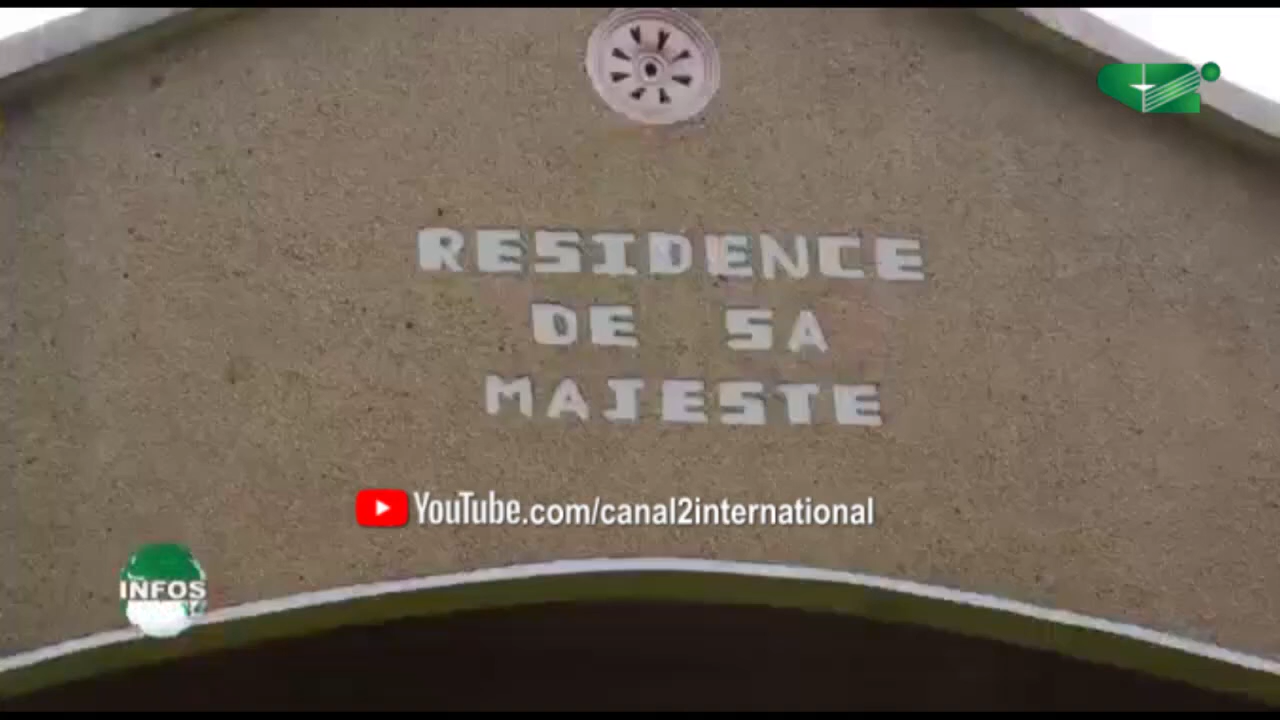 RESIDENCE
DE SA
MAJESTE
YouTube.com/canal2international
INFOS